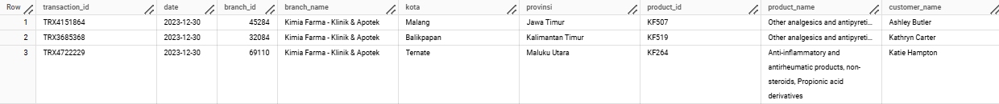 Row transaction_id date branch_id branch_name kota provinsi product_id product_name customer_name
1 TRX4151864 2023-12-30 45284 Kimia Farma - Klinik & Apotek Malang Jawa Timur KF507 Other analgesics and antipyreti... Ashley Butler
2 TRX3685368 2023-12-30 32084 Kimia Farma - Klinik & Apotek Balikpapan Kalimantan Timur KF519 Other analgesics and antipyreti... Kathryn Carter
3 TRX4722229 2023-12-30 69110 Kimia Farma - Klinik & Apotek Ternate Maluku Utara KF264 Anti-inflammatory and Katie Hampton
antirheumatic products, non-
steroids, Propionic acid
derivatives